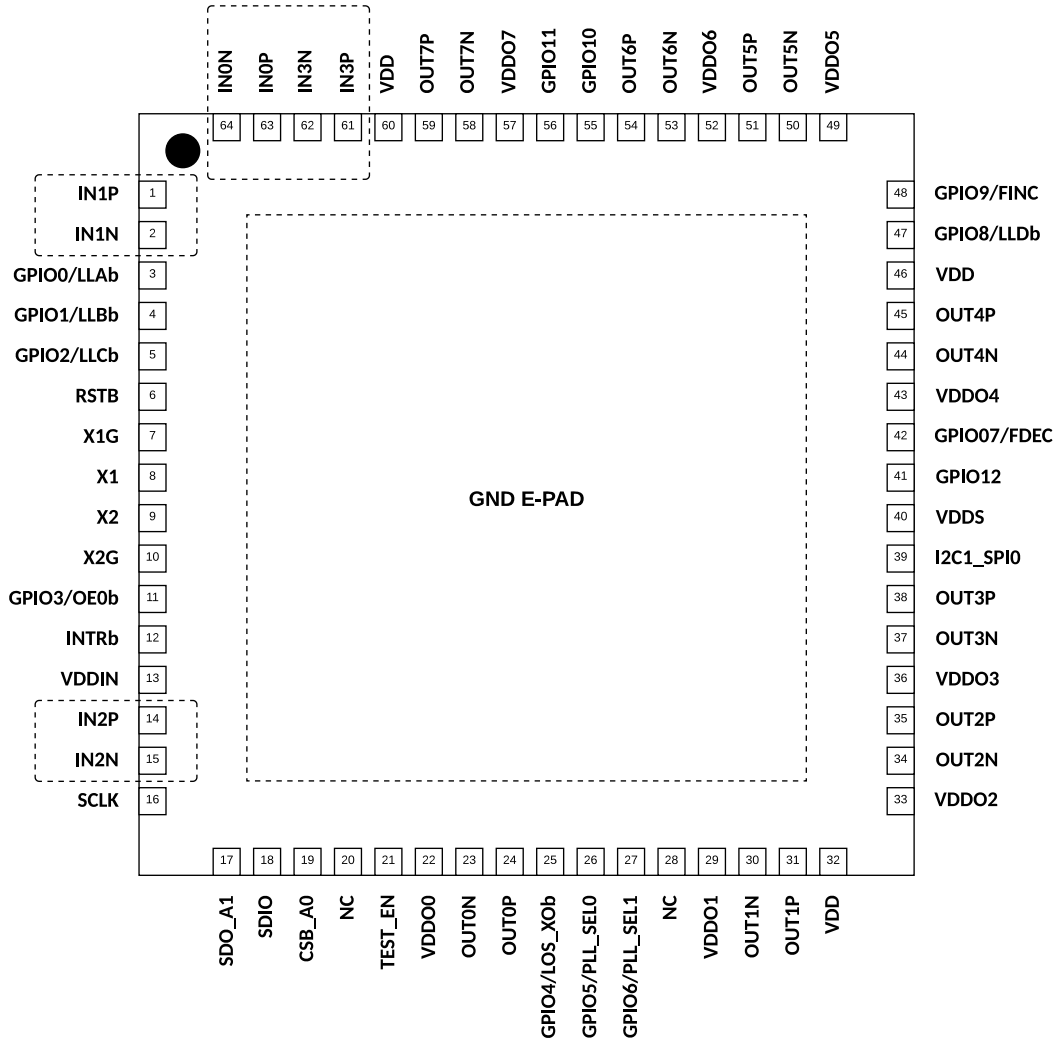 IN0N
IN0P
IN3N
IN3P
VDD
OUT7P
OUT7N
VDDO7
GPIO11
GPIO10
OUT6P
OUT6N
VDDO6
OUT5P
OUT5N
VDDO5
64 63 62 61 60 59 58 57 56 55 54 53 52 51 50 49
IN1P 1
IN1N 2
GPIO0/LLAb 3
GPIO1/LLBb 4
GPIO2/LLCb 5
RSTB 6
X1G 7
X1 8
X2 9
X2G 10
GPIO3/OE0b 11
INTRb 12
VDDIN 13
IN2P 14
IN2N 15
SCLK 16
GND E-PAD
48 GPIO9/FINC
47 GPIO8/LLDb
46 VDD
45 OUT4P
44 OUT4N
43 VDDO4
42 GPIO07/FDEC
41 GPIO12
40 VDDS
39 I2C1_SPI0
38 OUT3P
37 OUT3N
36 VDDO3
35 OUT2P
34 OUT2N
33 VDDO2
17 18 19 20 21 22 23 24 25 26 27 28 29 30 31 32
SDO_A1
SDIO
CSB_A0
NC
TEST_EN
VDDO0
OUT0N
OUT0P
GPIO4/LOS_XOb
GPIO5/PLL_SEL0
GPIO6/PLL_SEL1
NC
VDDO1
OUT1N
OUT1P
VDD